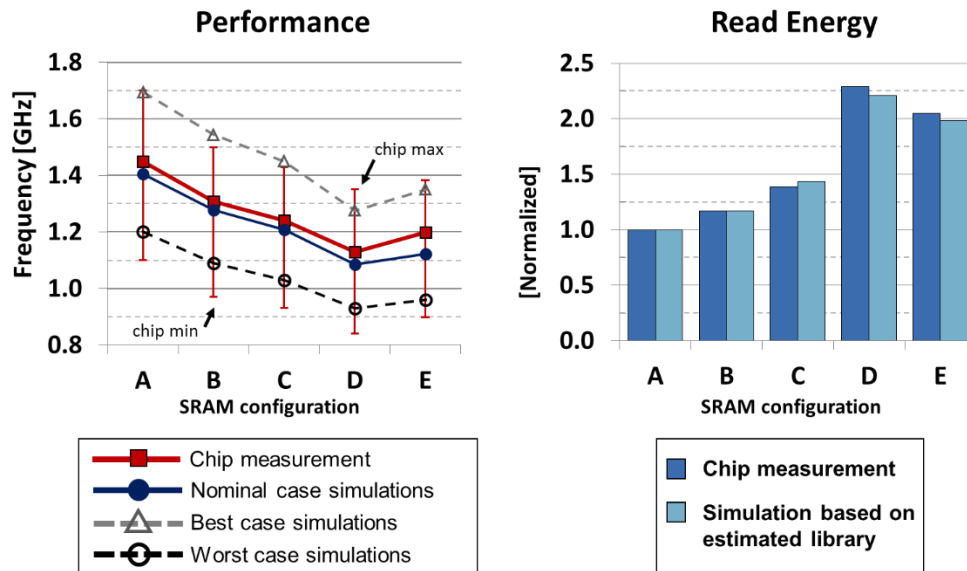 Performance
Frequency [GHz]
1.8
1.6
1.4
1.2
1.0
0.8
chip max
chip min
A B C D E
SRAM configuration
Chip measurement
Nominal case simulations
Best case simulations
Worst case simulations
Read Energy
[Normalized]
2.5
2.0
1.5
1.0
0.5
0.0
A B C D E
SRAM configuration
Chip measurement
Simulation based on
estimated library